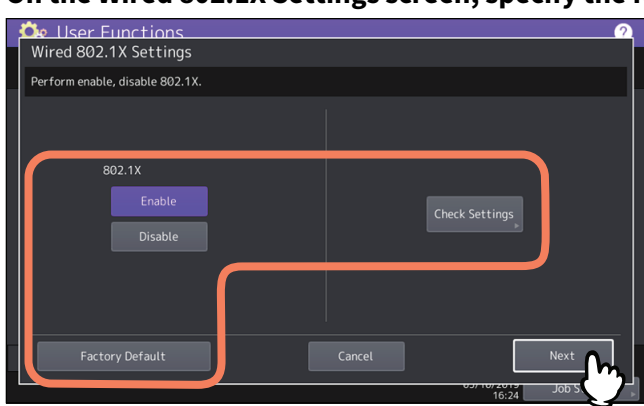 On the Wired 802.1X Settings screen, specify the
User Functions
?
Wired 802.1X Settings
Perform enable, disable 802.1X.
802.1X
Enable
Disable
Check Settings
Factory Default
Cancel
Next
16:24
Job S